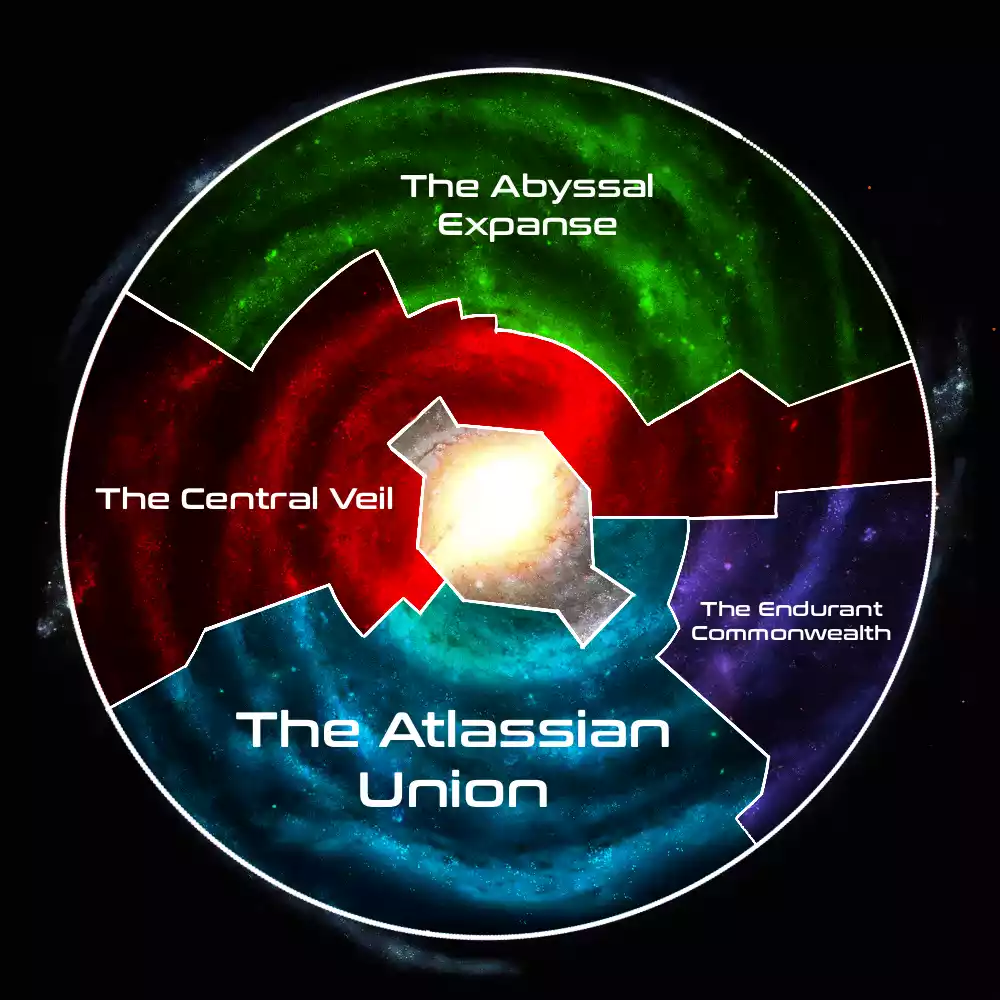 The Abyssal
Expanse
The Central Veil
The Endurant
Commonwealth
The Atlassian
Union